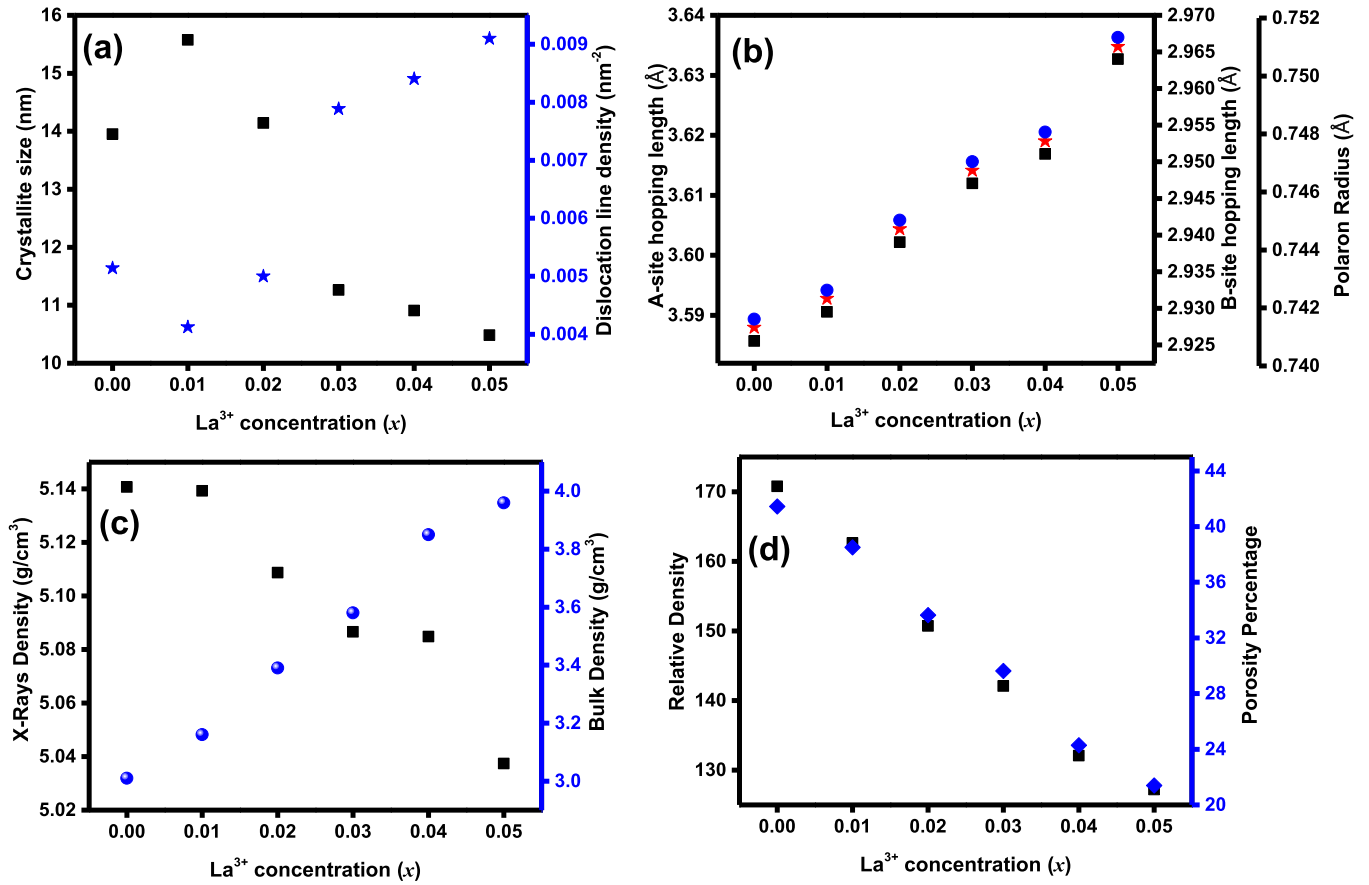 (a)
Crystallite size (nm)
16
15
14
13
12
11
10
0.009
0.008
0.007
0.006
0.005
0.004
Dislocation line density (nm⁻²)
0.00 0.01 0.02 0.03 0.04 0.05
La³⁺ concentration (x)
(b)
A-site hopping length (Å)
3.64
3.63
3.62
3.61
3.60
3.59
2.970
2.965
2.960
2.955
2.950
2.945
2.940
2.935
2.930
2.925
B-site hopping length (Å)
0.752
0.750
0.748
0.746
0.744
0.742
0.740
Polaron Radius (Å)
0.00 0.01 0.02 0.03 0.04 0.05
La³⁺ concentration (x)
(c)
X-Rays Density (g/cm³)
5.14
5.12
5.10
5.08
5.06
5.04
5.02
4.0
3.8
3.6
3.4
3.2
3.0
Bulk Density (g/cm³)
0.00 0.01 0.02 0.03 0.04 0.05
La³⁺ concentration (x)
(d)
Relative Density
170
160
150
140
130
44
40
36
32
28
24
20
Porosity Percentage
0.00 0.01 0.02 0.03 0.04 0.05
La³⁺ concentration (x)